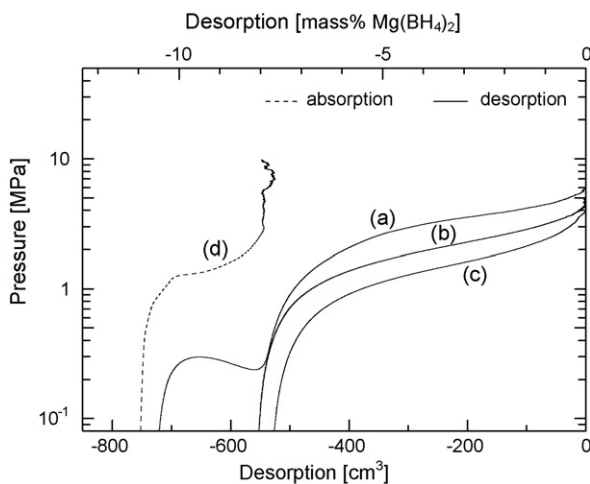 Desorption [mass% Mg(BH₄)₂]
-10 -5 0
absorption desorption
Pressure [MPa]
10
1
10⁻¹
(a)
(b)
(c)
(d)
-800 -600 -400 -200 0
Desorption [cm³]